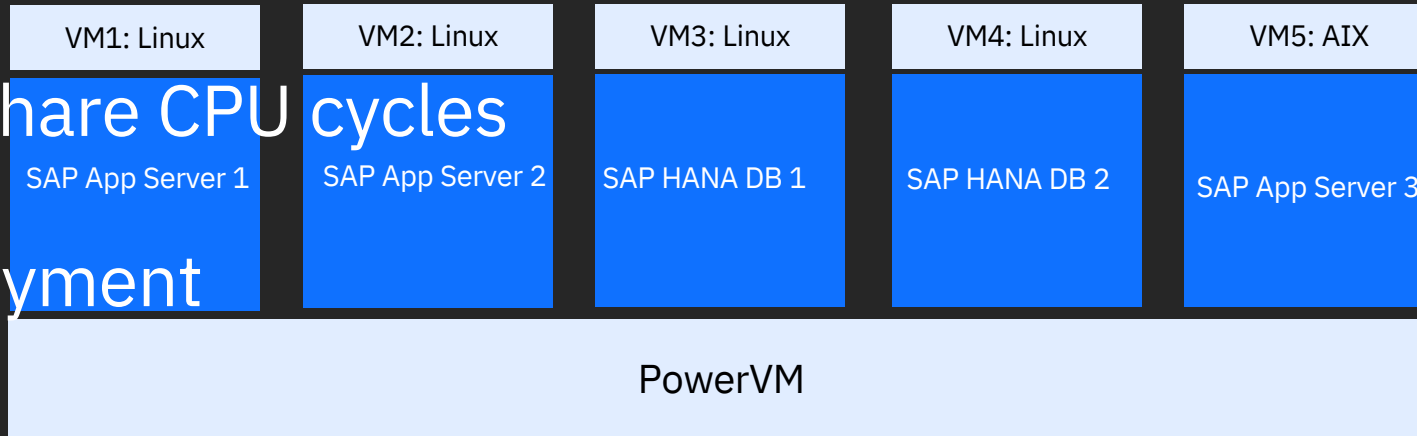 VM1: Linux
VM2: Linux
VM3: Linux
VM4: Linux
VM5: AIX
hare CPU cycles
SAP App Server 1
SAP App Server 2
SAP HANA DB 1
SAP HANA DB 2
SAP App Server 3
yment
PowerVM